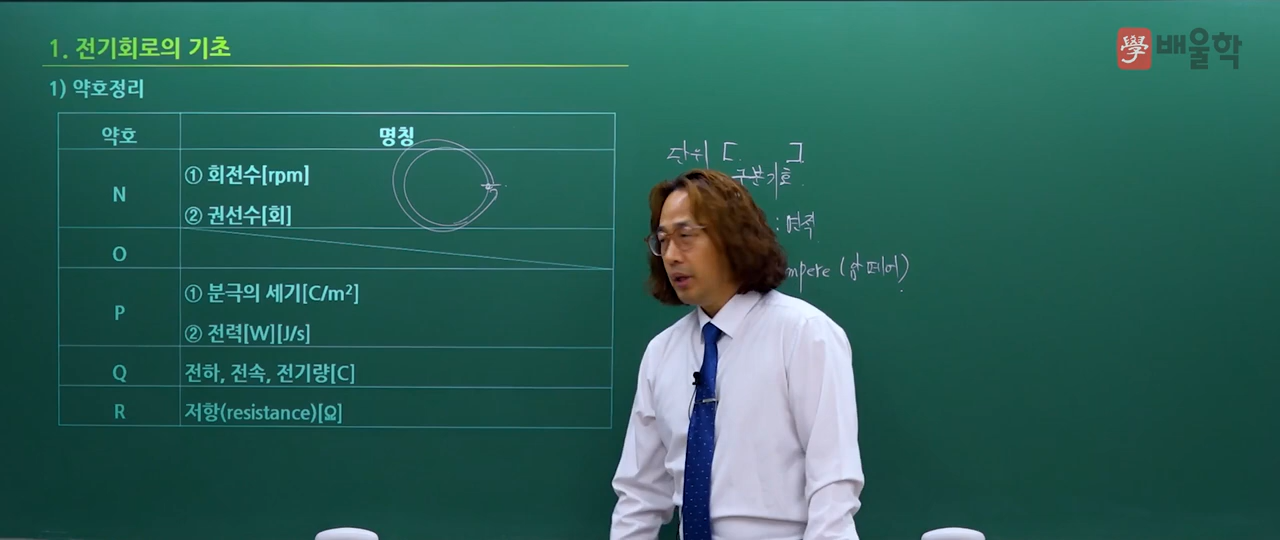 1. 전기회로의 기초
學 배울학
1) 약호정리
약호 명칭
N ① 회전수[rpm]
② 권선수[회]
O
P ① 분극의 세기[C/m²]
② 전력[W][J/s]
Q 전하, 전속, 전기량[C]
R 저항(resistance)[Ω]
단위 [ ]
구분기호
: 면적
mpere (암페어)